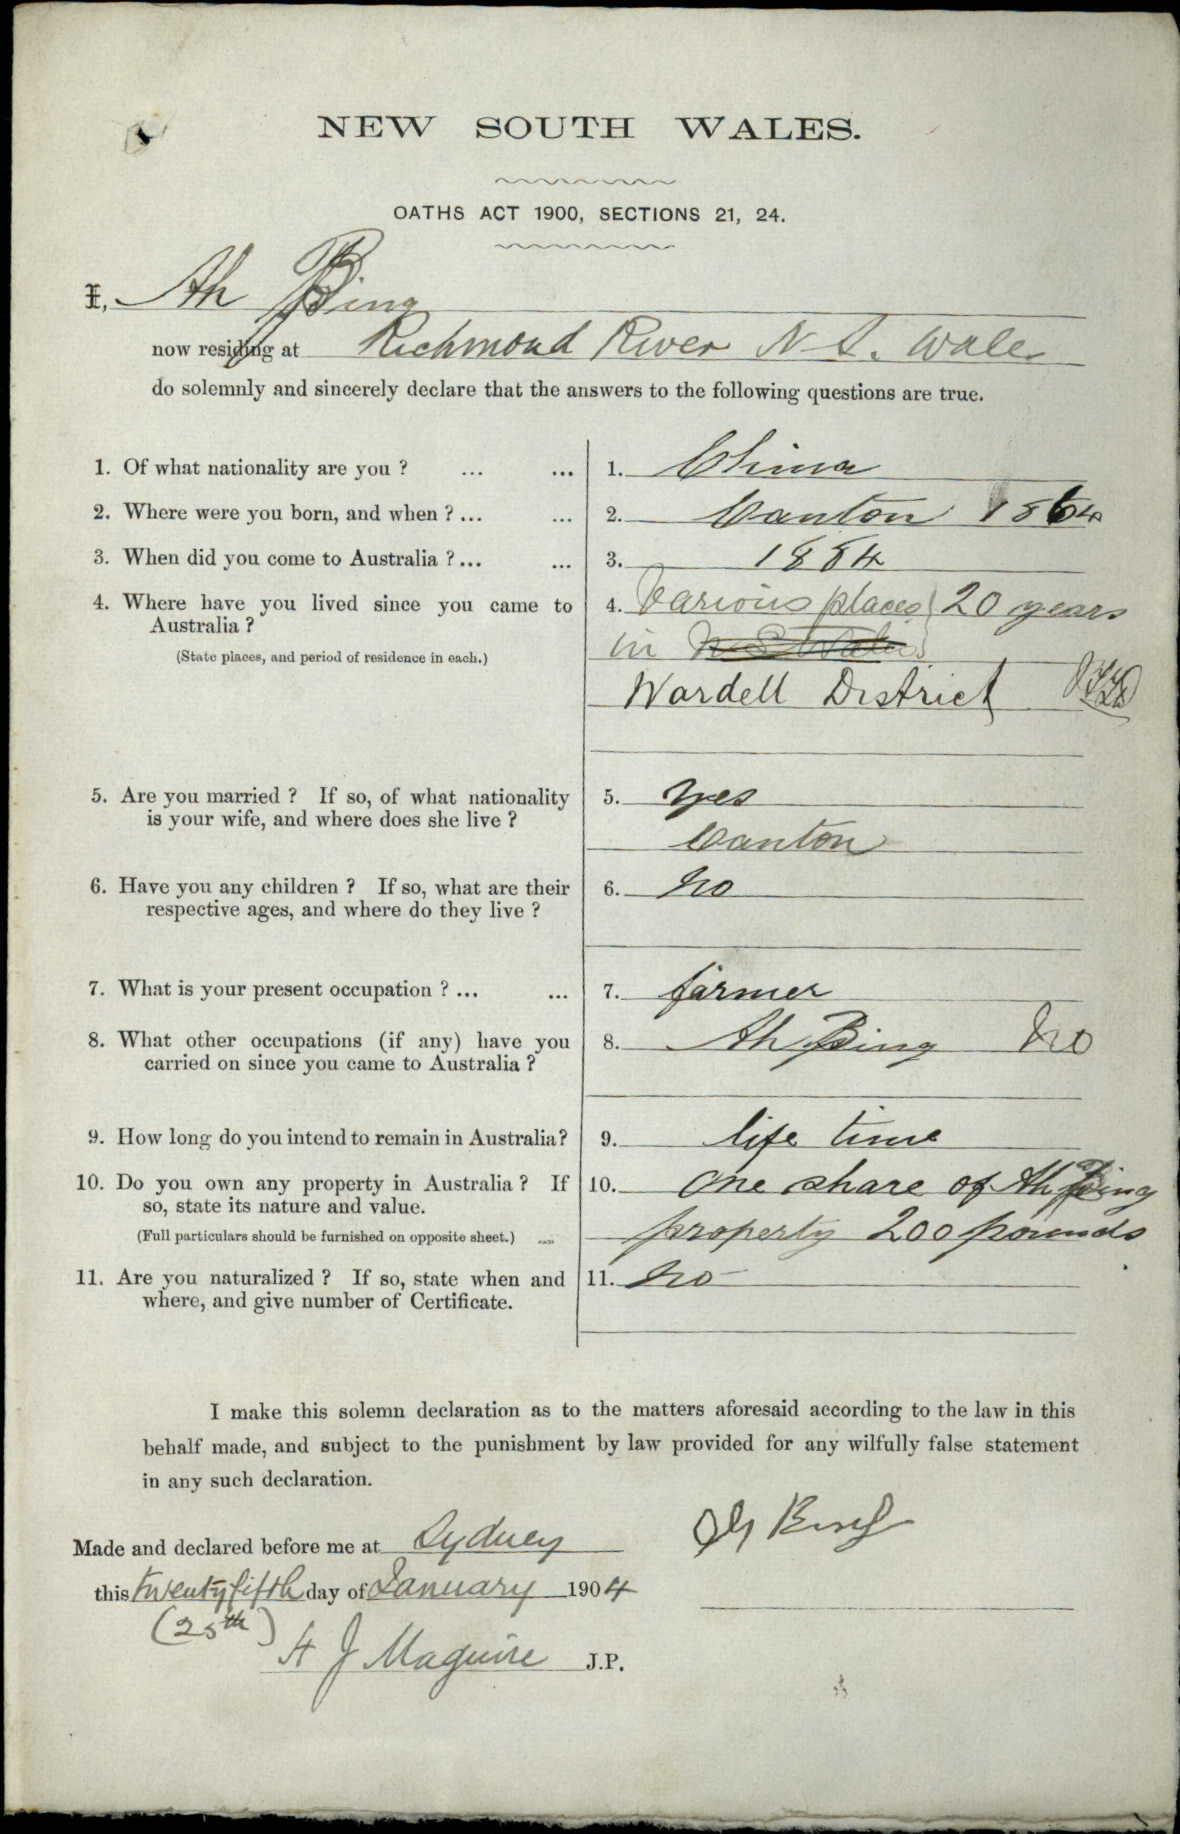 NEW SOUTH WALES.
OATHS ACT 1900, SECTIONS 21, 24.
I, Ah Bing
now residing at Richmond River N. S. Wales
do solemnly and sincerely declare that the answers to the following questions are true.
1. Of what nationality are you ? ... ... 1. China
2. Where were you born, and when ? ... ... 2. Canton 1864
3. When did you come to Australia ? ... ... 3. 1884
4. Where have you lived since you came to 4. Various places } 20 years
Australia ?
(State places, and period of residence in each.) in N S Wales
Wardell District
5. Are you married ? If so, of what nationality 5. yes
is your wife, and where does she live ? Canton
6. Have you any children ? If so, what are their 6. no
respective ages, and where do they live ?
7. What is your present occupation ? ... ... 7. farmer
8. What other occupations (if any) have you 8. Ah Bing no
carried on since you came to Australia ?
9. How long do you intend to remain in Australia? 9. life time
10. Do you own any property in Australia ? If 10. One share of Ah Bing
so, state its nature and value. property 200 pounds
(Full particulars should be furnished on opposite sheet.) ...
11. Are you naturalized ? If so, state when and 11. no
where, and give number of Certificate.
I make this solemn declaration as to the matters aforesaid according to the law in this
behalf made, and subject to the punishment by law provided for any wilfully false statement
in any such declaration.
Made and declared before me at Sydney
this twentyfifth day of January 1904
(25th)
H J Maguire J.P.